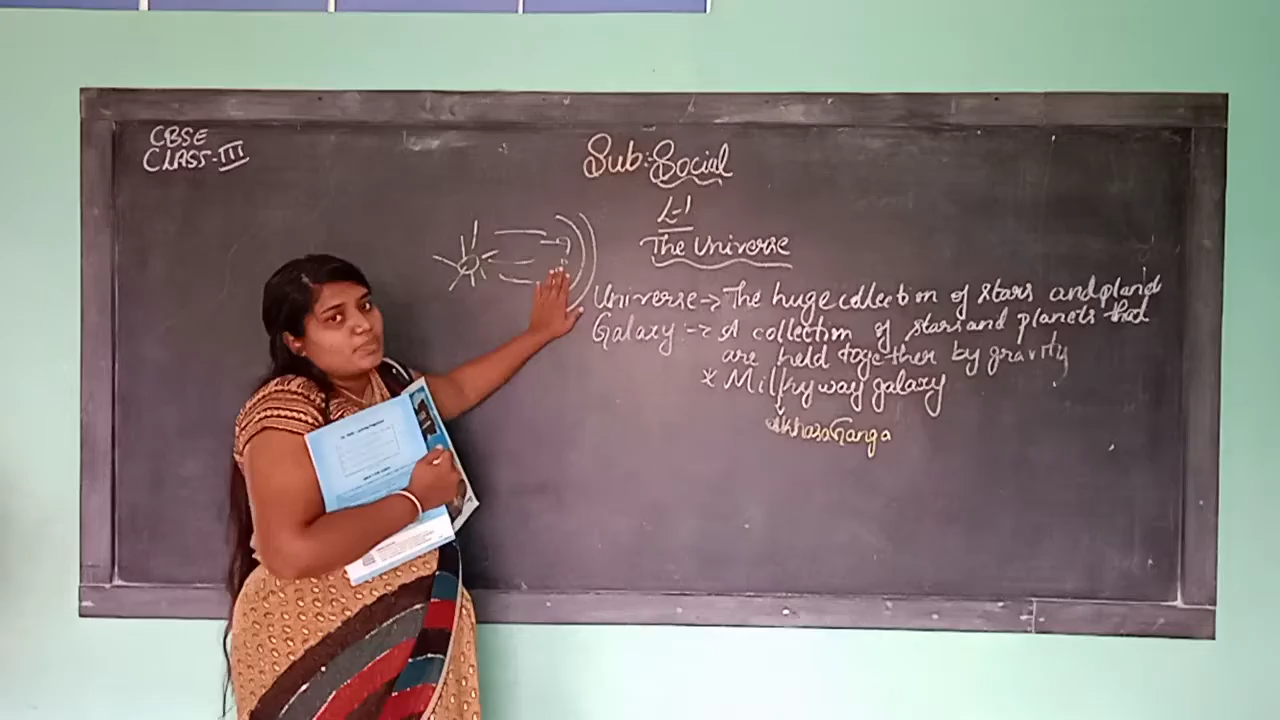 CBSE
CLASS-III
Sub:-Social
L-1
The Universe
Universe -> The huge collection of stars and planets
Galaxy -> A collection of stars and planets that
are held together by gravity
* Milkyway galaxy
AkhasaGanga